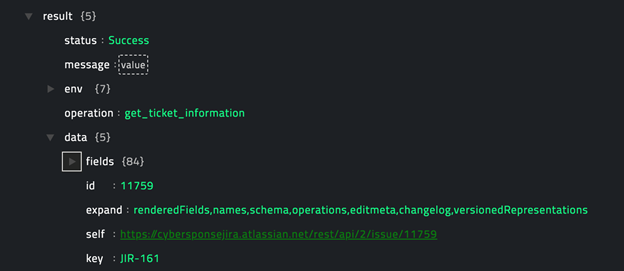 result {5}
status : Success
message : value
env {7}
operation : get_ticket_information
data {5}
fields {84}
id : 11759
expand : renderedFields,names,schema,operations,editmeta,changelog,versionedRepresentations
self : https://cybersponsejira.atlassian.net/rest/api/2/issue/11759
key : JIR-161